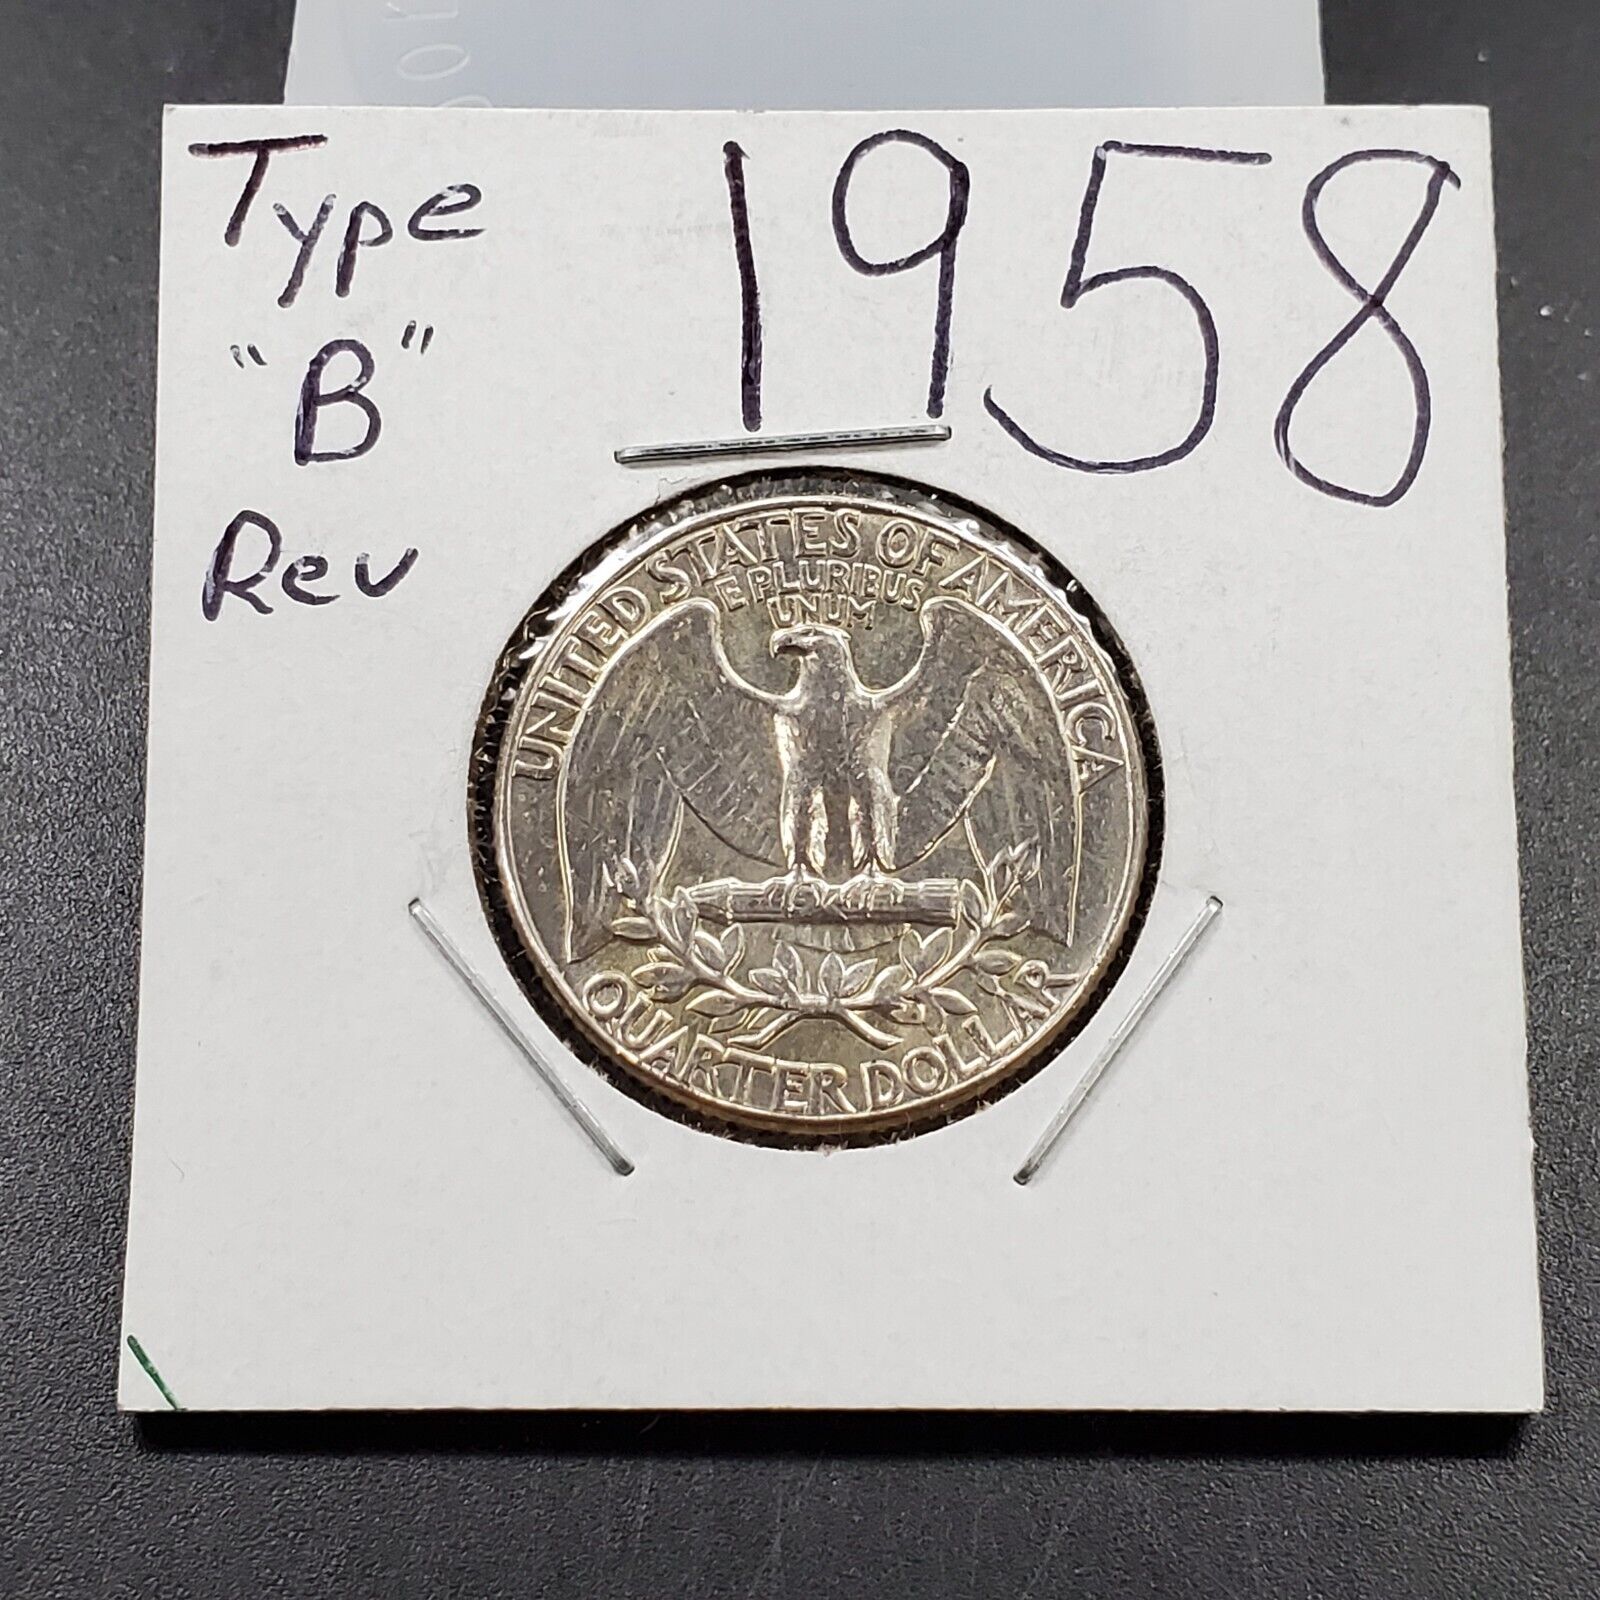 Type
"B"
Rev
1958
UNITED STATES OF AMERICA
E PLURIBUS
UNUM
QUARTER DOLLAR